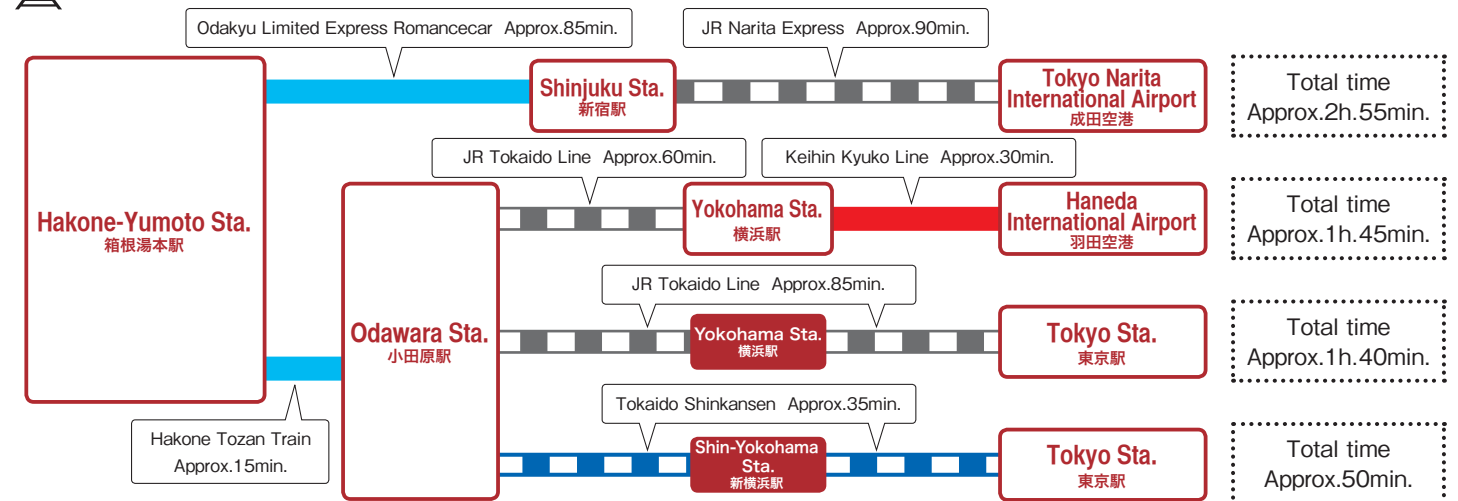 Odakyu Limited Express Romancecar Approx.85min.
JR Narita Express Approx.90min.
Hakone-Yumoto Sta.
箱根湯本駅
Shinjuku Sta.
新宿駅
Tokyo Narita
International Airport
成田空港
Total time
Approx.2h.55min.
JR Tokaido Line Approx.60min.
Keihin Kyuko Line Approx.30min.
Odawara Sta.
小田原駅
Yokohama Sta.
横浜駅
Haneda
International Airport
羽田空港
Total time
Approx.1h.45min.
JR Tokaido Line Approx.85min.
Yokohama Sta.
横浜駅
Tokyo Sta.
東京駅
Total time
Approx.1h.40min.
Hakone Tozan Train
Approx.15min.
Tokaido Shinkansen Approx.35min.
Shin-Yokohama
Sta.
新横浜駅
Tokyo Sta.
東京駅
Total time
Approx.50min.